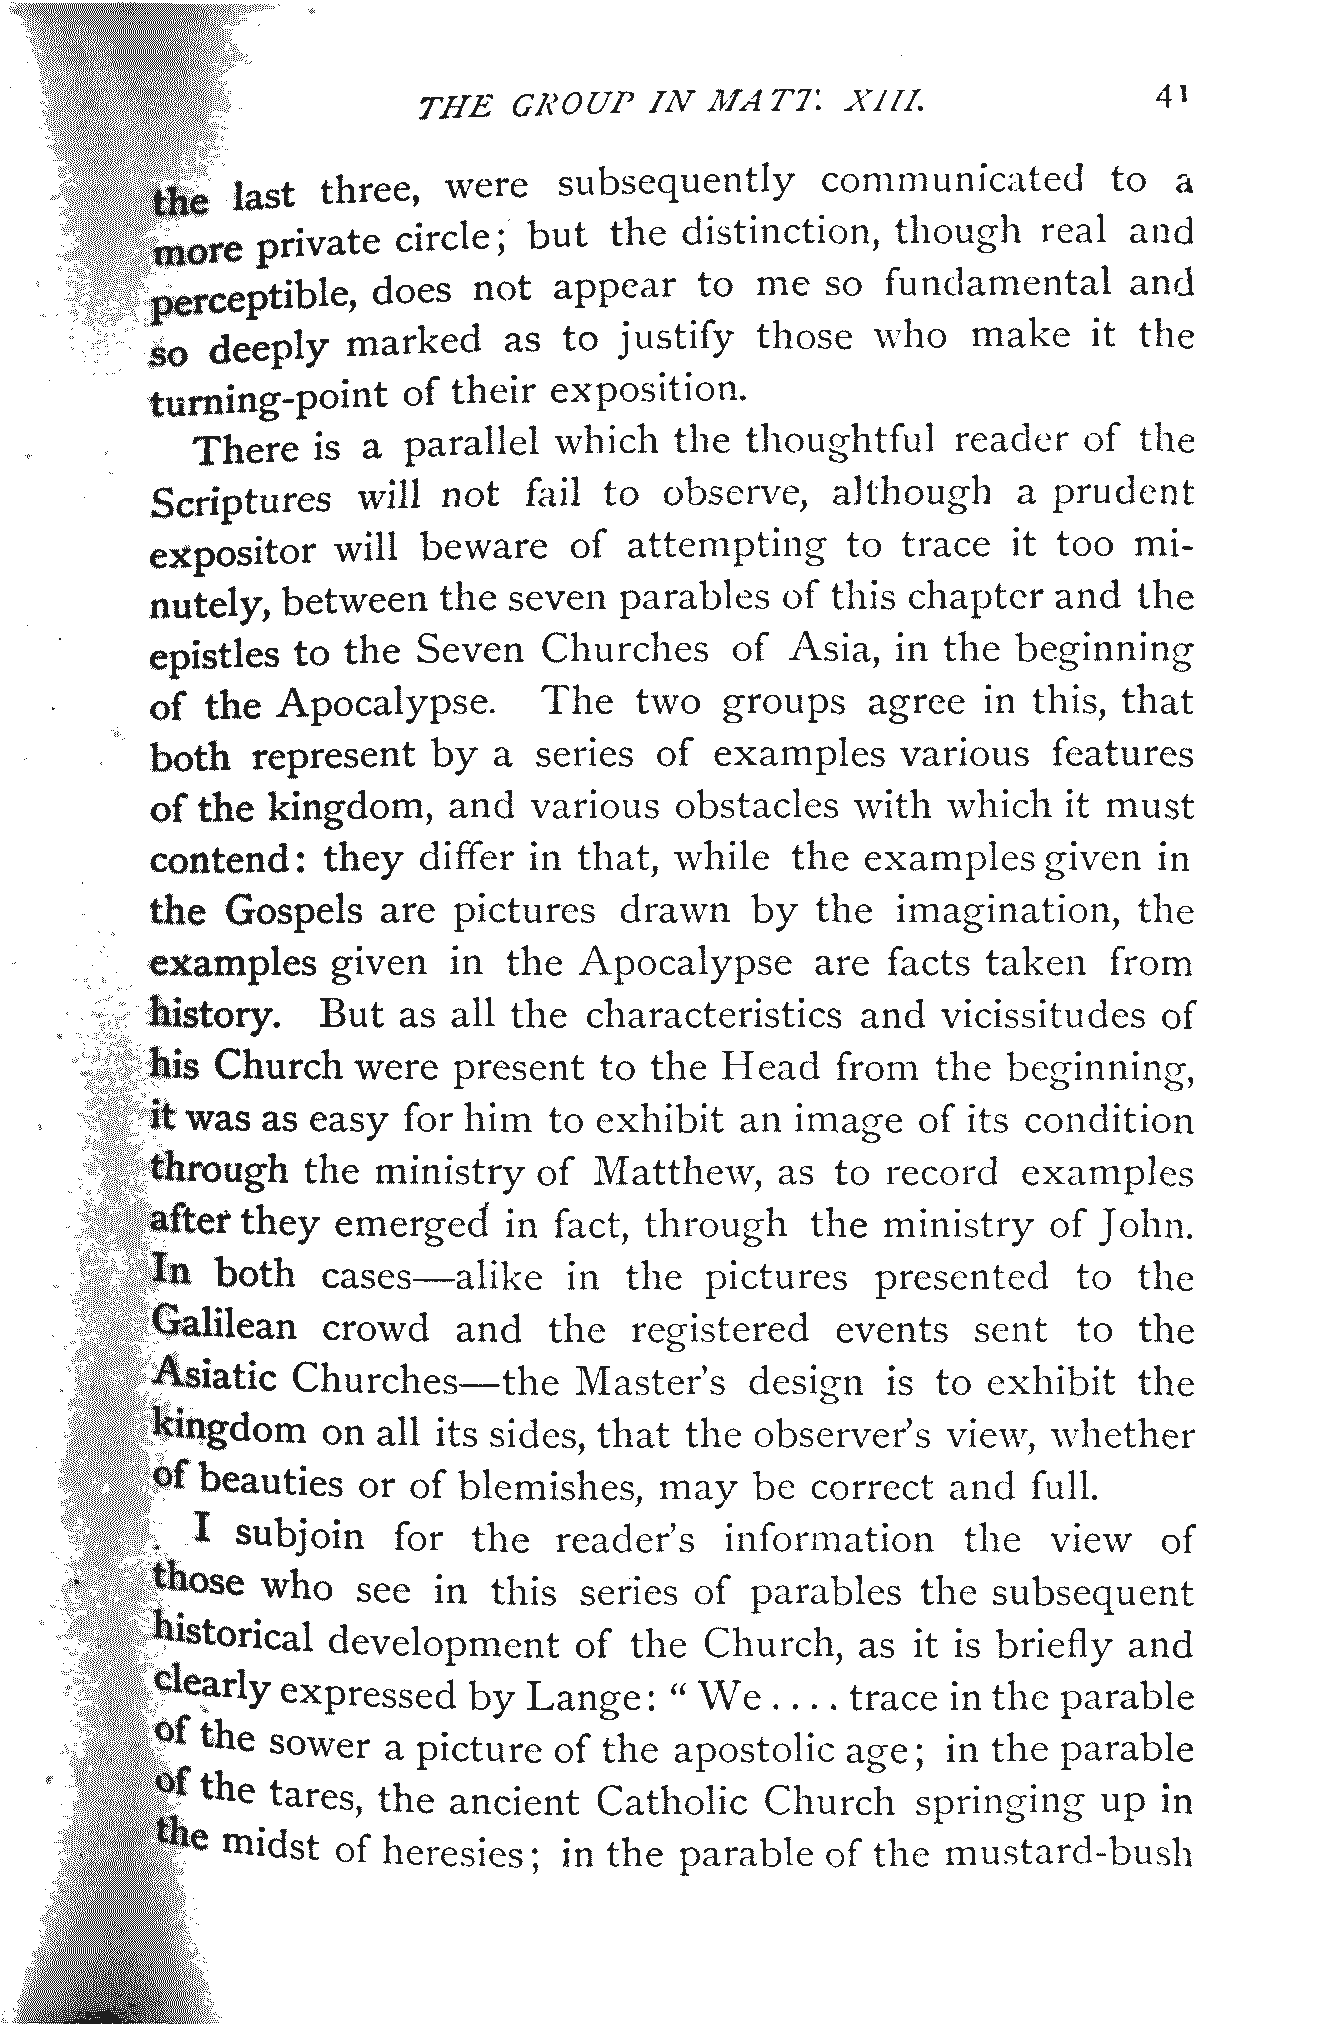 THE GROUP IN MATT. XIII. 41
the last three, were subsequently communicated to a
more private circle; but the distinction, though real and
perceptible, does not appear to me so fundamental and
so deeply marked as to justify those who make it the
turning-point of their exposition.
There is a parallel which the thoughtful reader of the
Scriptures will not fail to observe, although a prudent
expositor will beware of attempting to trace it too mi-
nutely, between the seven parables of this chapter and the
epistles to the Seven Churches of Asia, in the beginning
of the Apocalypse. The two groups agree in this, that
both represent by a series of examples various features
of the kingdom, and various obstacles with which it must
contend: they differ in that, while the examples given in
the Gospels are pictures drawn by the imagination, the
examples given in the Apocalypse are facts taken from
history. But as all the characteristics and vicissitudes of
his Church were present to the Head from the beginning,
it was as easy for him to exhibit an image of its condition
through the ministry of Matthew, as to record examples
after they emerged in fact, through the ministry of John.
In both cases—alike in the pictures presented to the
Galilean crowd and the registered events sent to the
Asiatic Churches—the Master's design is to exhibit the
kingdom on all its sides, that the observer's view, whether
of beauties or of blemishes, may be correct and full.
I subjoin for the reader's information the view of
those who see in this series of parables the subsequent
historical development of the Church, as it is briefly and
clearly expressed by Lange: "We .... trace in the parable
of the sower a picture of the apostolic age; in the parable
of the tares, the ancient Catholic Church springing up in
the midst of heresies; in the parable of the mustard-bush